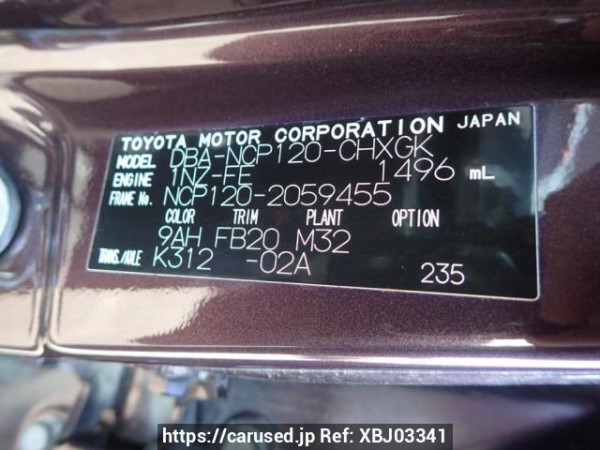 TOYOTA MOTOR CORPORATION JAPAN
MODEL DBA-NCP120-CHXGK
ENGINE 1NZ-FE 1496 mL
FRAME No. NCP120-2059455
COLOR TRIM PLANT OPTION
9AH FB20 M32
TRANS./AXLE K312 -02A 235
https://carused.jp Ref: XBJ03341